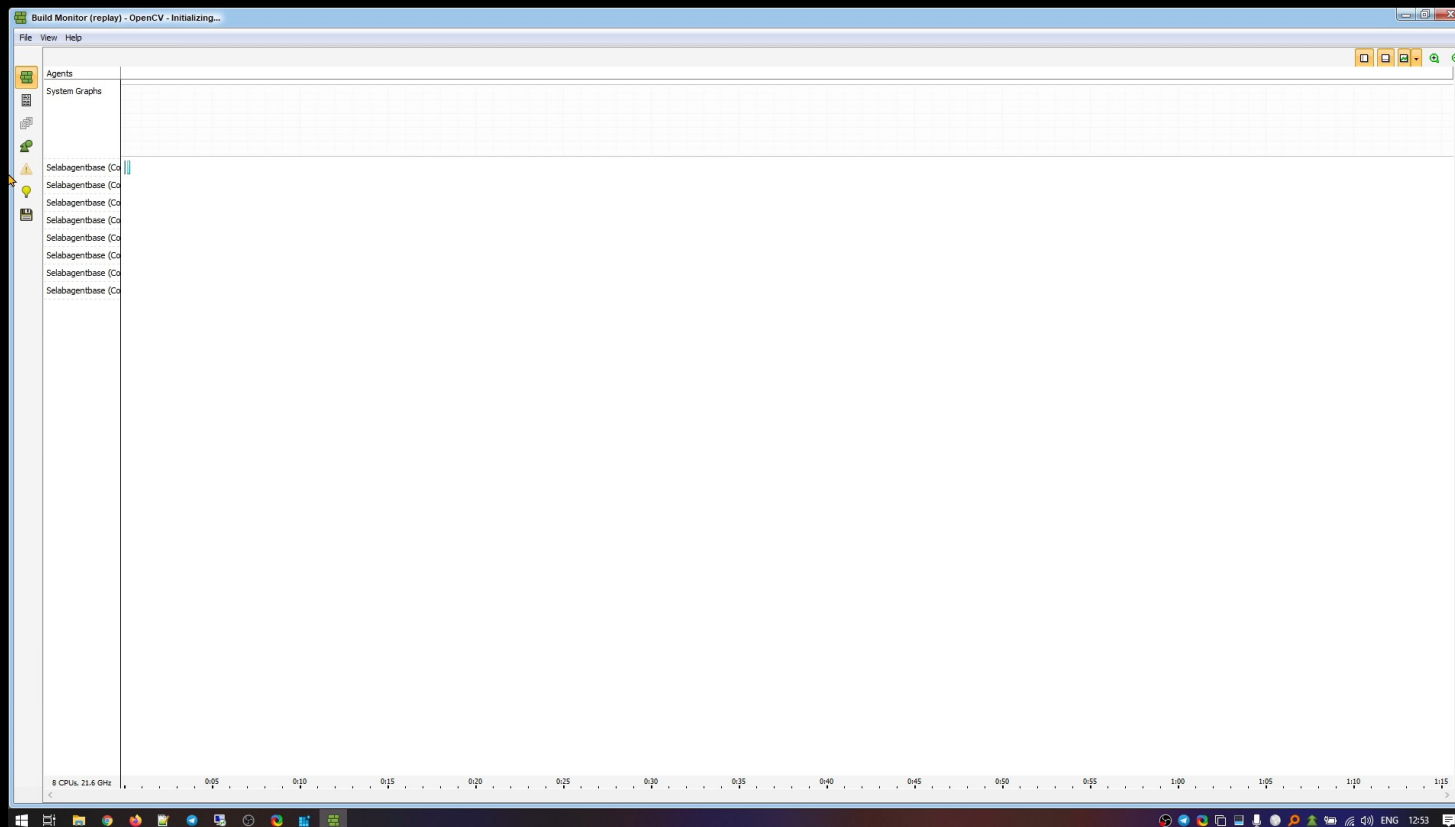 Build Monitor (replay) - OpenCV - Initializing...
File View Help
Agents
System Graphs
Selabagentbase (Co
Selabagentbase (Co
Selabagentbase (Co
Selabagentbase (Co
Selabagentbase (Co
Selabagentbase (Co
Selabagentbase (Co
Selabagentbase (Co
8 CPUs, 21.6 GHz 0:05 0:10 0:15 0:20 0:25 0:30 0:35 0:40 0:45 0:50 0:55 1:00 1:05 1:10 1:15
ENG 12:53